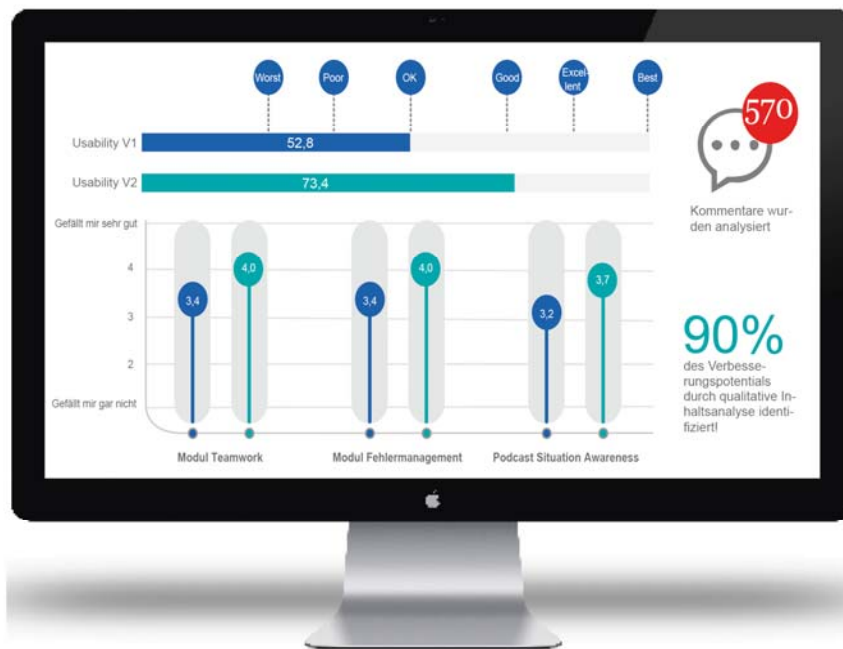 Worst
Poor
OK
Good
Excel-
lent
Best
Usability V1
52,8
Usability V2
73,4
570
Kommentare wur-
den analysiert
Gefällt mir sehr gut
4
3
2
Gefällt mir gar nicht
3,4
4,0
3,4
4,0
3,2
3,7
Modul Teamwork
Modul Fehlermanagement
Podcast Situation Awareness
90%
des Verbesse-
rungspotentials
durch qualitative In-
haltsanalyse identi-
fiziert!